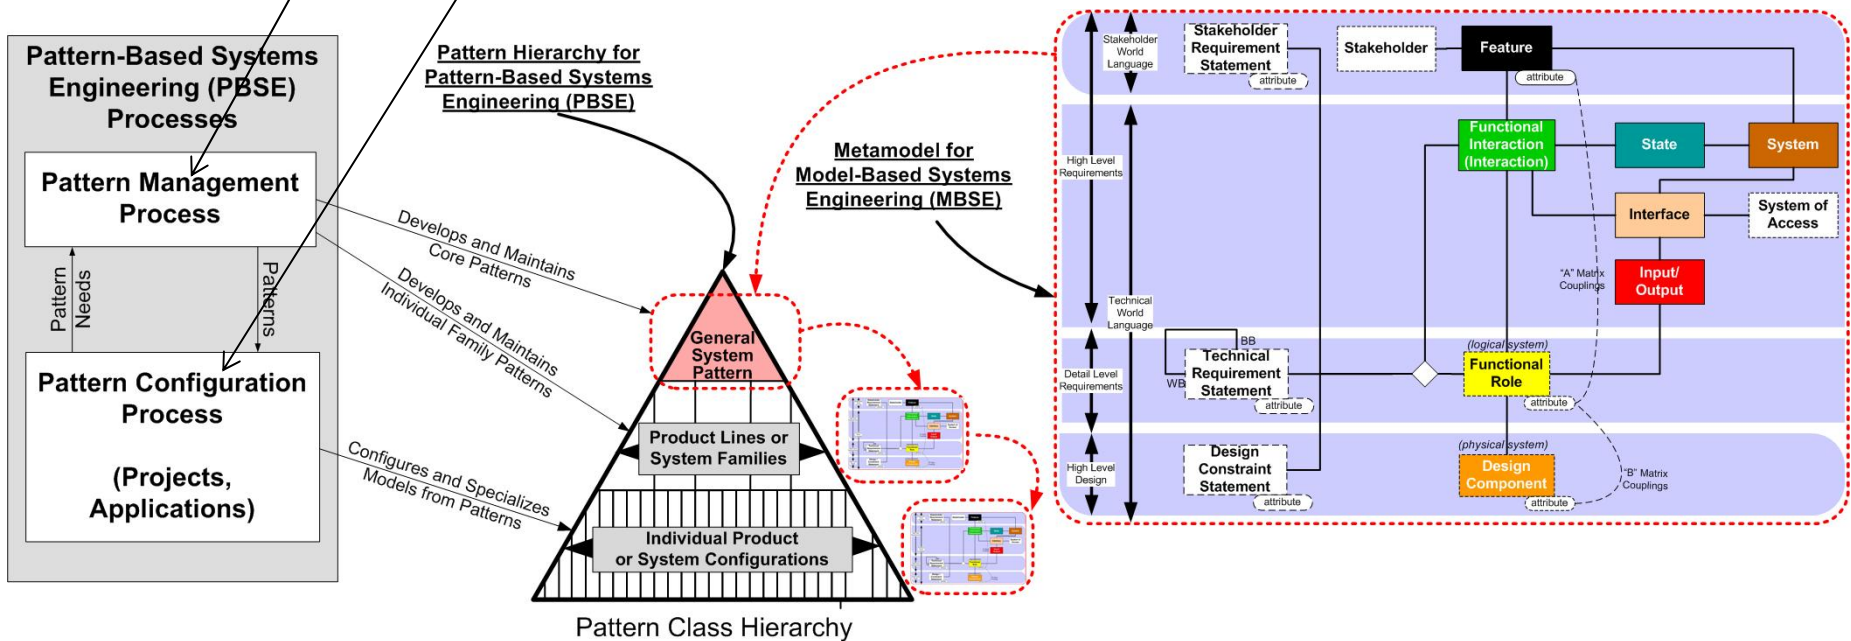 Pattern-Based Systems
Engineering (PBSE)
Processes
Pattern Management
Process
Pattern
Needs
Patterns
Pattern Configuration
Process
(Projects,
Applications)
Pattern Hierarchy for
Pattern-Based Systems
Engineering (PBSE)
Develops and Maintains
Core Patterns
Develops and Maintains
Individual Family Patterns
Configures and Specializes
Models from Patterns
General
System
Pattern
Product Lines or
System Families
Individual Product
or System Configurations
Pattern Class Hierarchy
Metamodel for
Model-Based Systems
Engineering (MBSE)
Stakeholder
World
Language
High Level
Requirements
Technical
World
Language
Detail Level
Requirements
High Level
Design
Stakeholder
Requirement
Statement
attribute
Stakeholder
Feature
attribute
Functional
Interaction
(Interaction)
State
System
Interface
System of
Access
"A" Matrix
Couplings
Input/
Output
BB
WB
Technical
Requirement
Statement
attribute
(logical system)
Functional
Role
attribute
Design
Constraint
Statement
attribute
(physical system)
Design
Component
attribute
"B" Matrix
Couplings